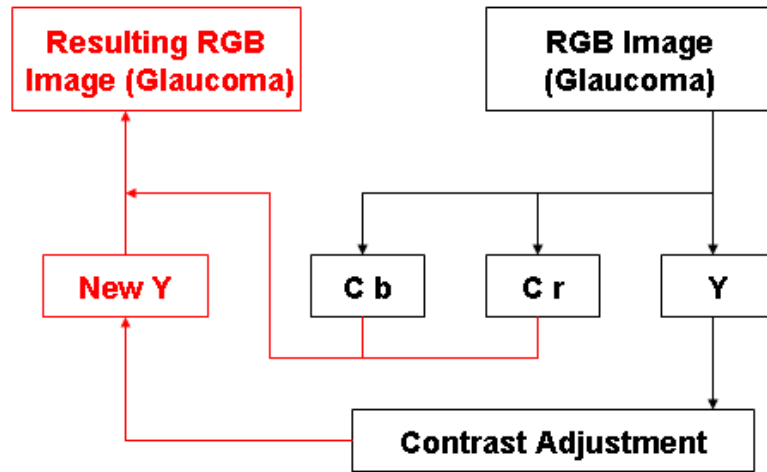 Resulting RGB
Image (Glaucoma)
RGB Image
(Glaucoma)
New Y
C b
C r
Y
Contrast Adjustment